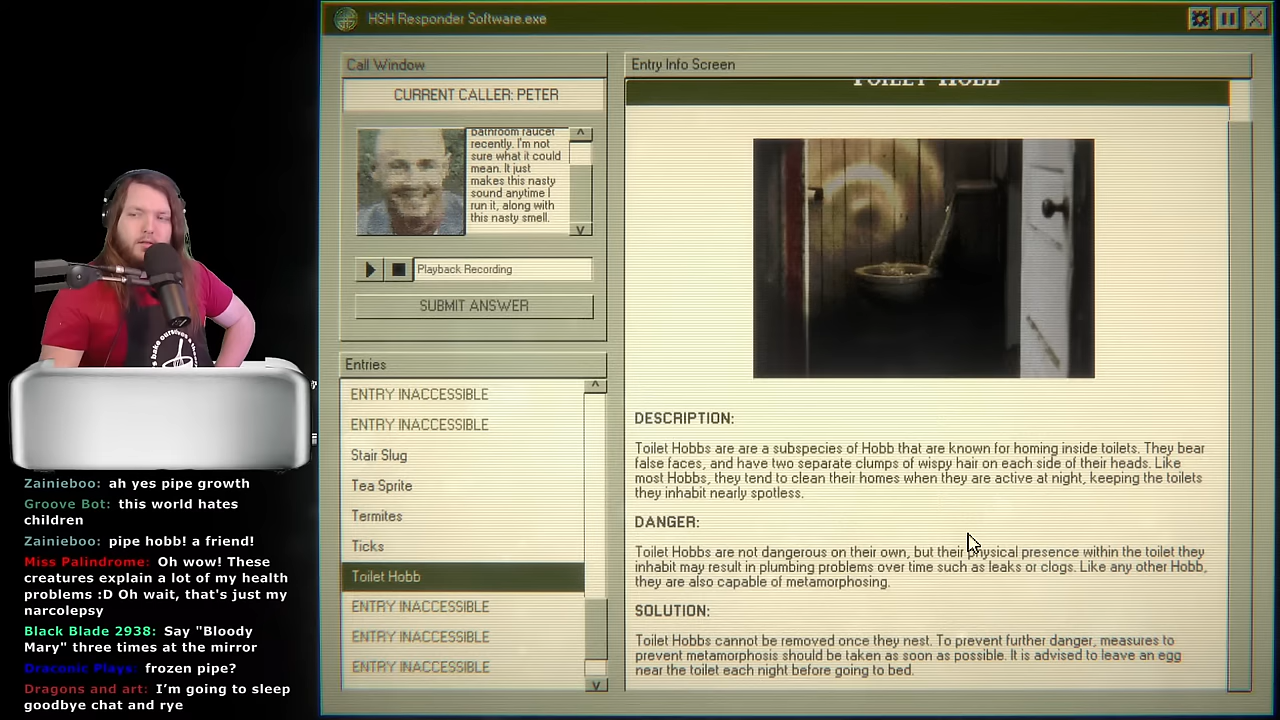 HSH Responder Software.exe
Call Window
CURRENT CALLER: PETER
bathroom faucet
recently. I'm not
sure what it could
mean. It just
makes this nasty
sound anytime I
run it, along with
this nasty smell.
Playback Recording
SUBMIT ANSWER
Entries
ENTRY INACCESSIBLE
ENTRY INACCESSIBLE
Stair Slug
Tea Sprite
Termites
Ticks
Toilet Hobb
ENTRY INACCESSIBLE
ENTRY INACCESSIBLE
ENTRY INACCESSIBLE
Entry Info Screen
TOILET HOBB
DESCRIPTION:
Toilet Hobbs are are a subspecies of Hobb that are known for homing inside toilets. They bear
false faces, and have two separate clumps of wispy hair on each side of their heads. Like
most Hobbs, they tend to clean their homes when they are active at night, keeping the toilets
they inhabit nearly spotless.
DANGER:
Toilet Hobbs are not dangerous on their own, but their physical presence within the toilet they
inhabit may result in plumbing problems over time such as leaks or clogs. Like any other Hobb,
they are also capable of metamorphosing.
SOLUTION:
Toilet Hobbs cannot be removed once they nest. To prevent further danger, measures to
prevent metamorphosis should be taken as soon as possible. It is advised to leave an egg
near the toilet each night before going to bed.
Zainieboo: ah yes pipe growth
Groove Bot: this world hates
children
Zainieboo: pipe hobb! a friend!
Miss Palindrome: Oh wow! These
creatures explain a lot of my health
problems :D Oh wait, that's just my
narcolepsy
Black Blade 2938: Say "Bloody
Mary" three times at the mirror
Draconic Plays: frozen pipe?
Dragons and art: I'm going to sleep
goodbye chat and rye